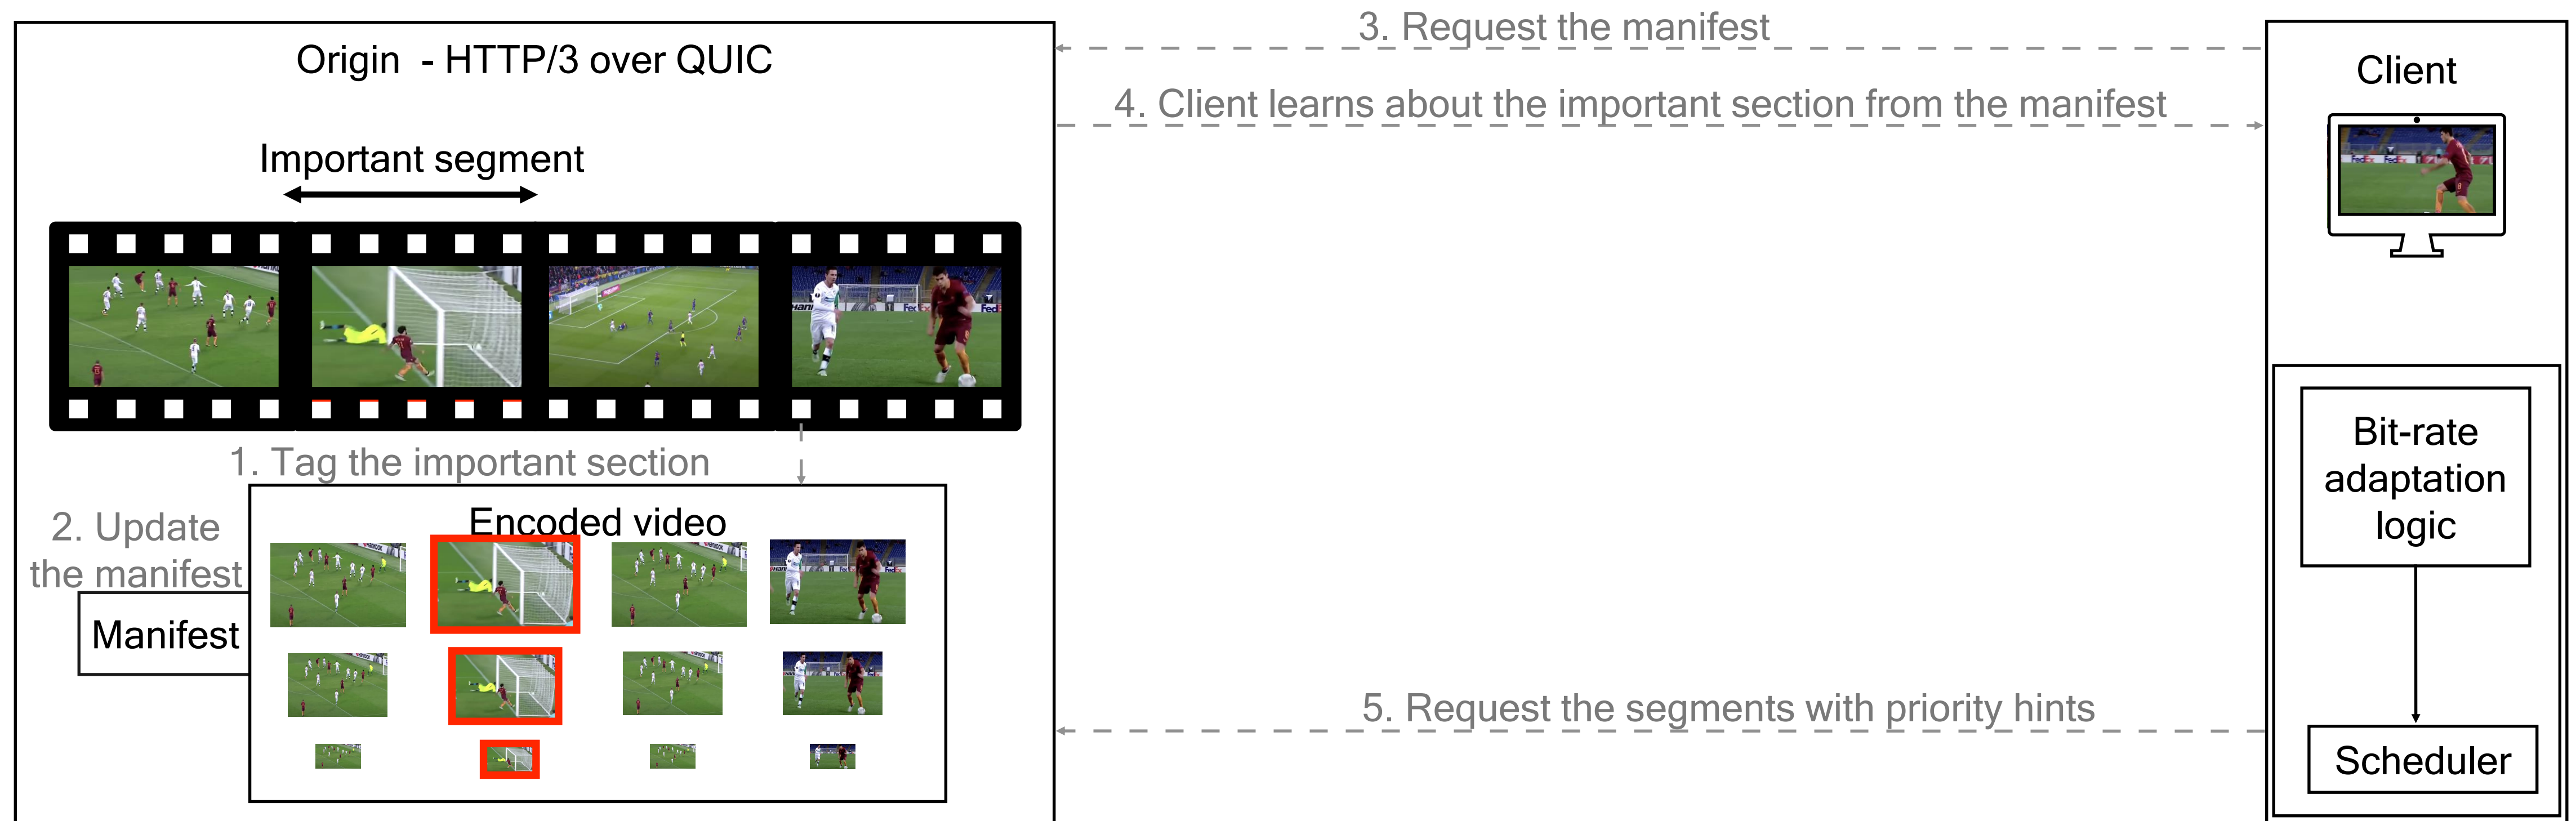 Origin - HTTP/3 over QUIC
Important segment
1. Tag the important section
2. Update
the manifest
Manifest
Encoded video
3. Request the manifest
4. Client learns about the important section from the manifest
5. Request the segments with priority hints
Client
Bit-rate
adaptation
logic
Scheduler
FedEx